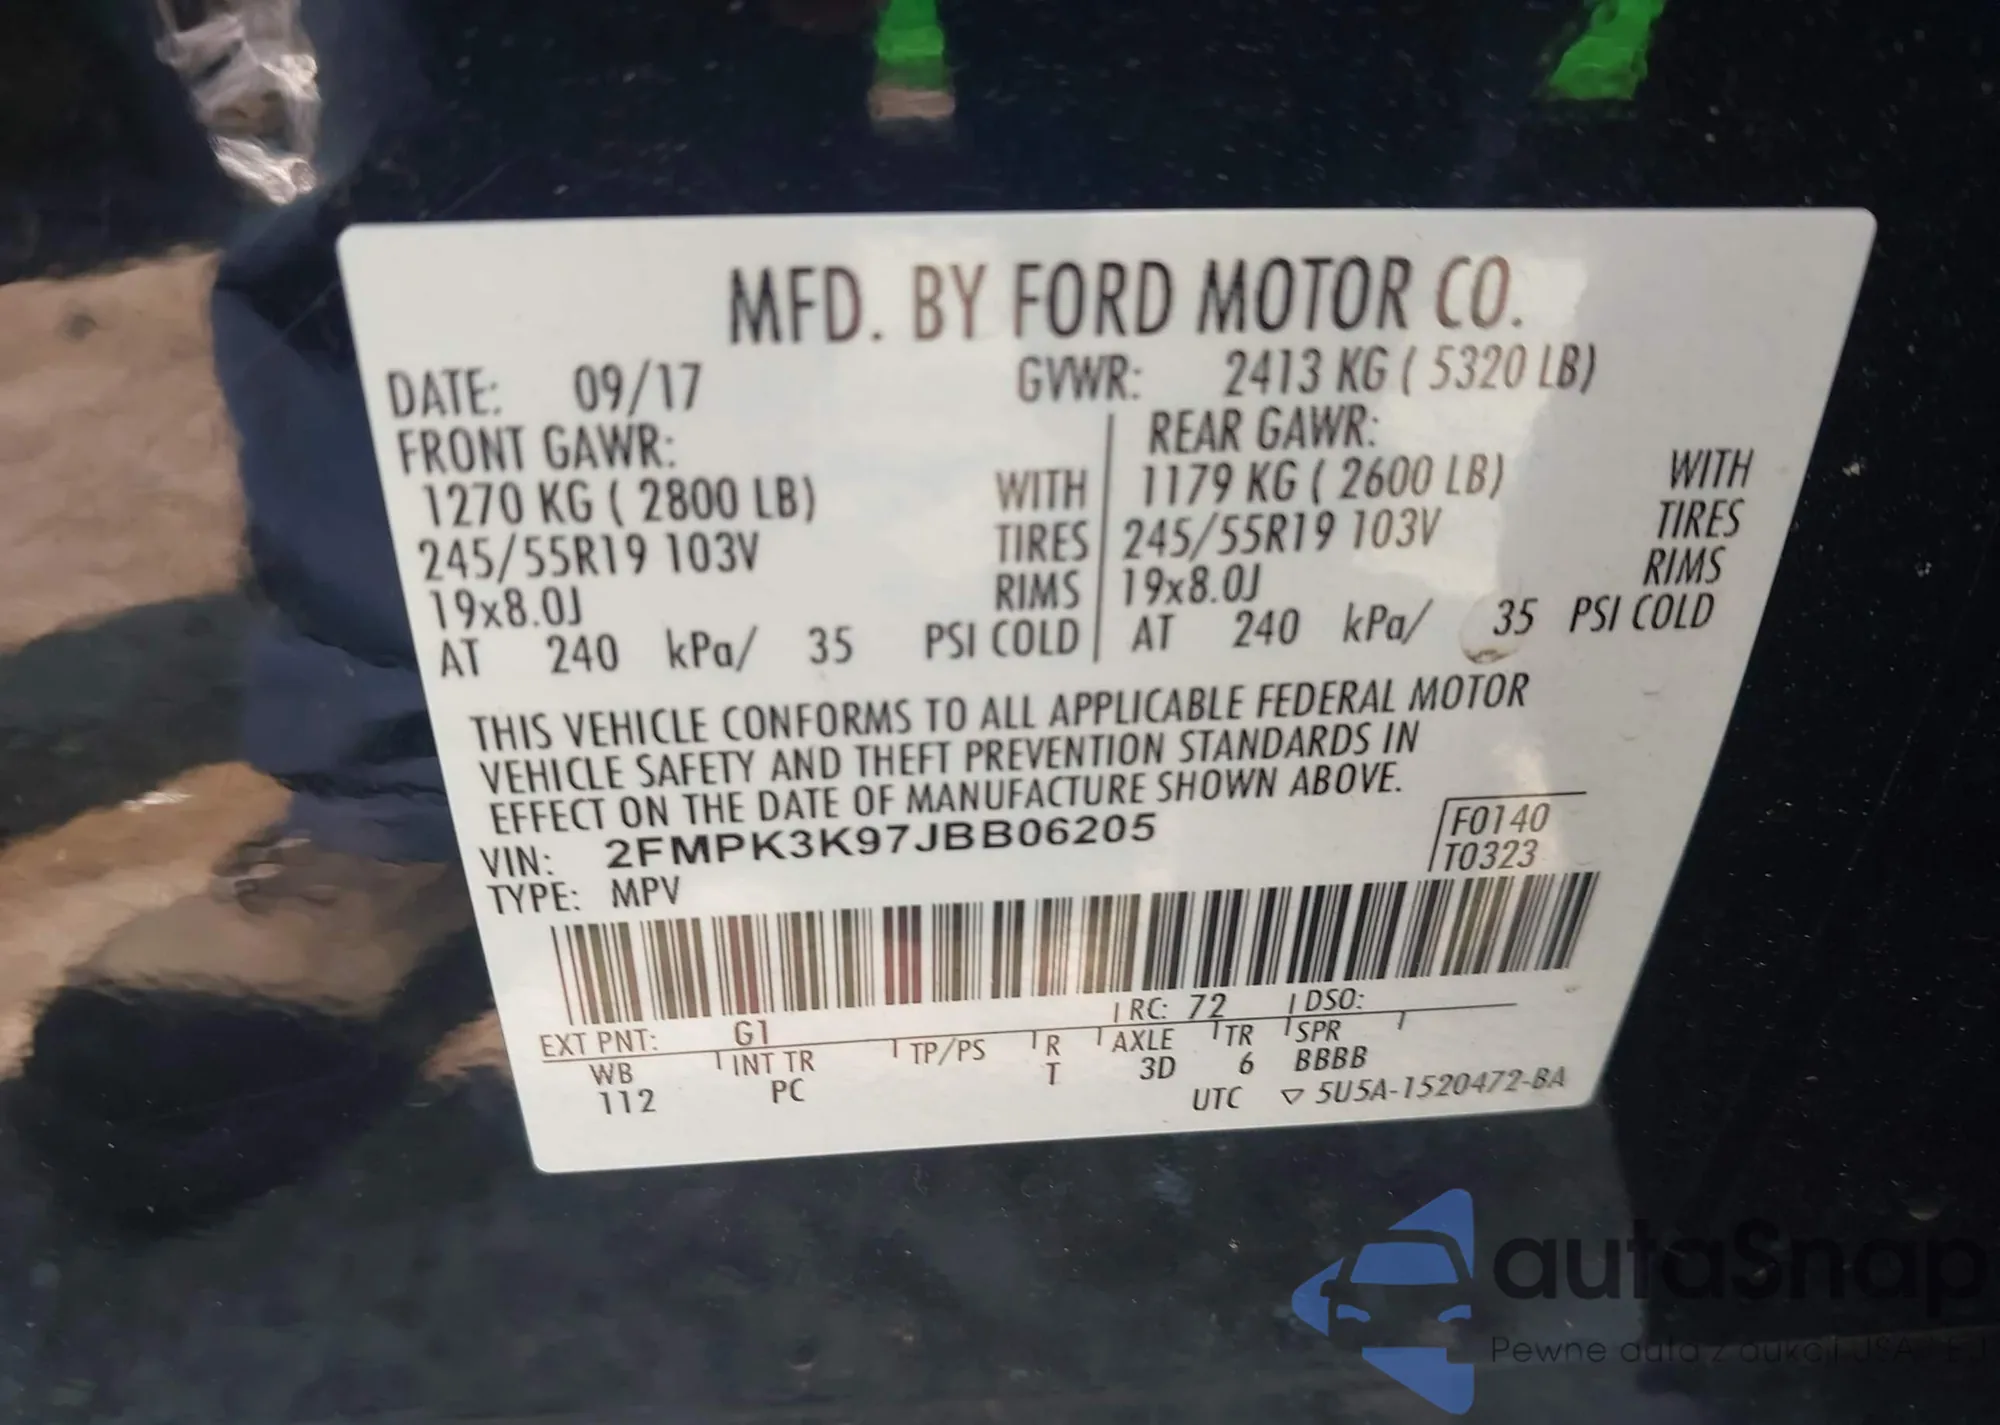 MFD. BY FORD MOTOR CO.
DATE: 09/17 GVWR: 2413 KG ( 5320 LB)
FRONT GAWR: REAR GAWR:
1270 KG ( 2800 LB) WITH 1179 KG ( 2600 LB) WITH
245/55R19 103V TIRES 245/55R19 103V TIRES
19x8.0J RIMS 19x8.0J RIMS
AT 240 kPa/ 35 PSI COLD AT 240 kPa/ 35 PSI COLD
THIS VEHICLE CONFORMS TO ALL APPLICABLE FEDERAL MOTOR
VEHICLE SAFETY AND THEFT PREVENTION STANDARDS IN
EFFECT ON THE DATE OF MANUFACTURE SHOWN ABOVE.
VIN: 2FMPK3K97JBB06205 F0140
TYPE: MPV T0323
EXT PNT: G1 RC: 72 DSO:
WB INT TR TP/PS R AXLE TR SPR
112 PC T 3D 6 BBBB
UTC ▽ 5U5A-1520472-BA
autaSnap
Pewne auta z aukcji USA